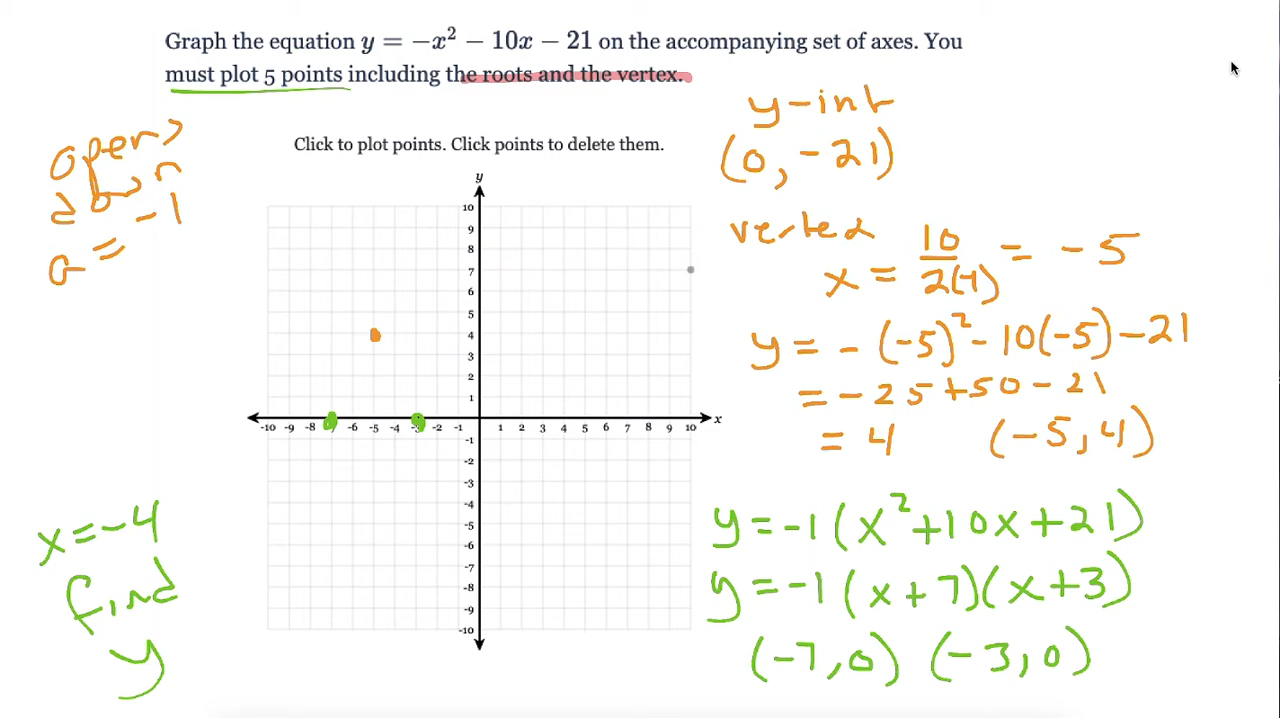 Graph the equation y = −x² − 10x − 21 on the accompanying set of axes. You
must plot 5 points including the roots and the vertex.
Click to plot points. Click points to delete them.
opens
down
a = -1
y-int
(0, -21)
vertex
x = 10/2(-1) = -5
y = -(-5)² - 10(-5) - 21
= -25 + 50 - 21
= 4 (-5, 4)
y
10
9
8
7
6
5
4
3
2
1
-10 -9 -8 -7 -6 -5 -4 -3 -2 -1 1 2 3 4 5 6 7 8 9 10 x
-1
-2
-3
-4
-5
-6
-7
-8
-9
-10
x = -4
find
y
y = -1(x² + 10x + 21)
y = -1(x + 7)(x + 3)
(-7, 0) (-3, 0)